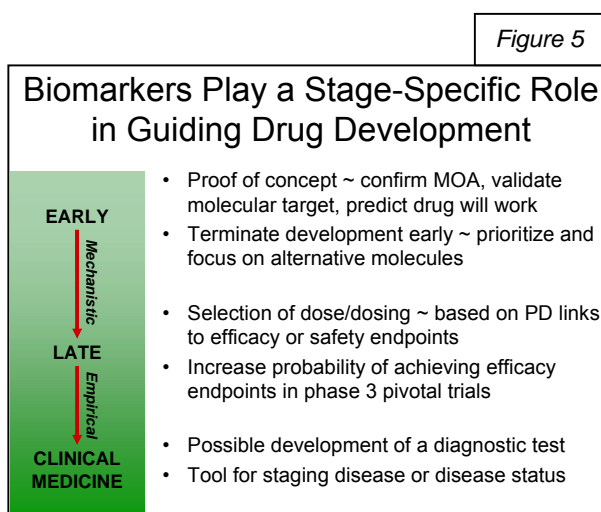 Figure 5
Biomarkers Play a Stage-Specific Role
in Guiding Drug Development
EARLY
Mechanistic
LATE
Empirical
CLINICAL
MEDICINE
• Proof of concept ~ confirm MOA, validate
molecular target, predict drug will work
• Terminate development early ~ prioritize and
focus on alternative molecules
• Selection of dose/dosing ~ based on PD links
to efficacy or safety endpoints
• Increase probability of achieving efficacy
endpoints in phase 3 pivotal trials
• Possible development of a diagnostic test
• Tool for staging disease or disease status